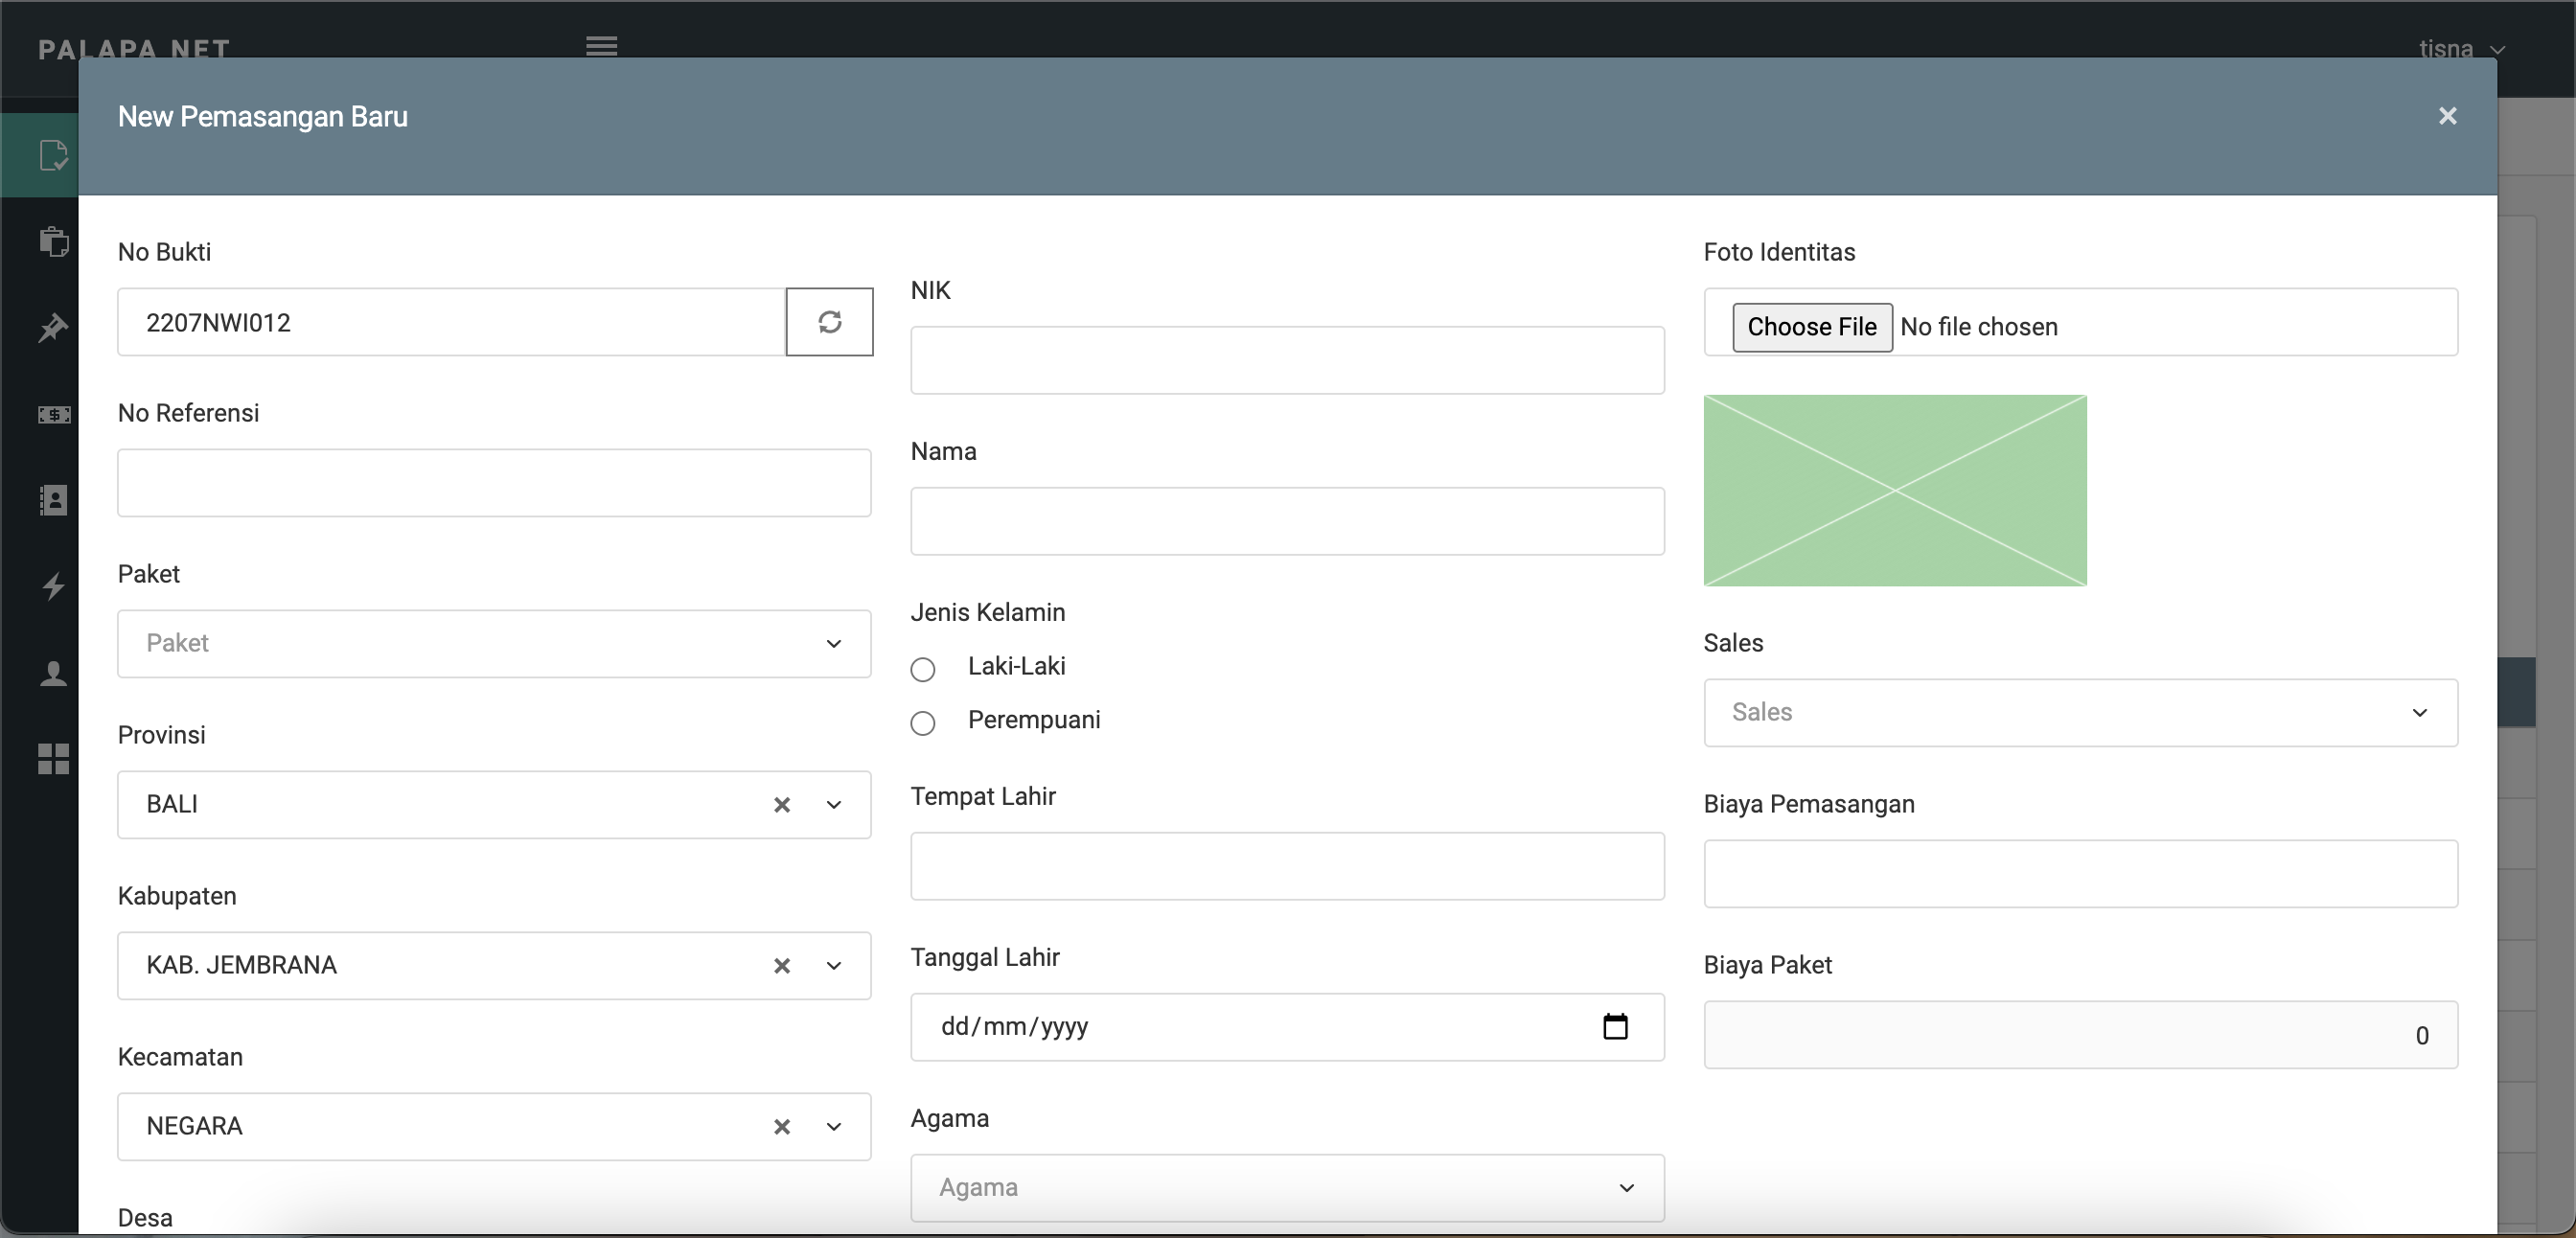 PALAPA NET
tisna
New Pemasangan Baru
No Bukti
2207NWI012
No Referensi
Paket
Paket
Provinsi
BALI
Kabupaten
KAB. JEMBRANA
Kecamatan
NEGARA
Desa
NIK
Nama
Jenis Kelamin
Laki-Laki
Perempuani
Tempat Lahir
Tanggal Lahir
dd/mm/yyyy
Agama
Agama
Foto Identitas
Choose File No file chosen
Sales
Sales
Biaya Pemasangan
Biaya Paket
0